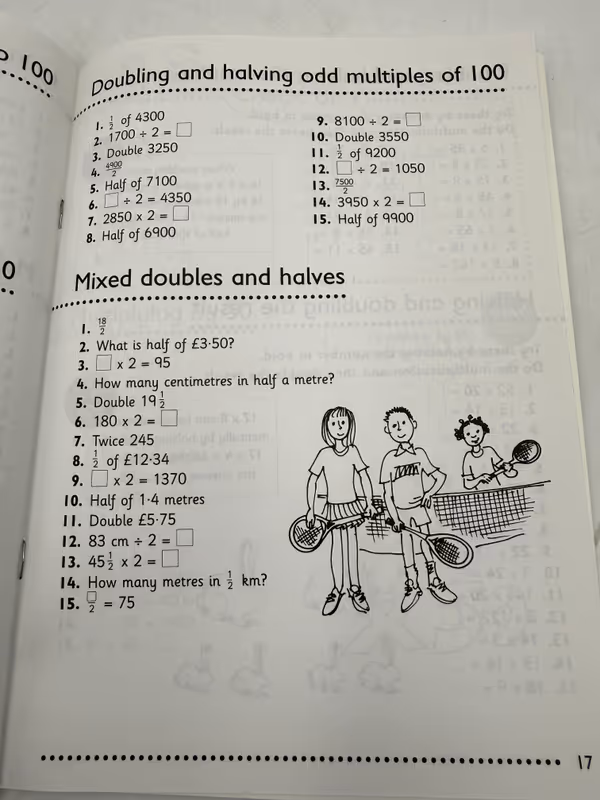 100
Doubling and halving odd multiples of 100
1. ½ of 4300
2. 1700 ÷ 2 = □
3. Double 3250
4. 4900/2
5. Half of 7100
6. □ ÷ 2 = 4350
7. 2850 x 2 = □
8. Half of 6900
9. 8100 ÷ 2 = □
10. Double 3550
11. ½ of 9200
12. □ ÷ 2 = 1050
13. 7500/2
14. 3950 x 2 = □
15. Half of 9900
0
Mixed doubles and halves
1. 18/2
2. What is half of £3·50?
3. □ x 2 = 95
4. How many centimetres in half a metre?
5. Double 19½
6. 180 x 2 = □
7. Twice 245
8. ½ of £12·34
9. □ x 2 = 1370
10. Half of 1·4 metres
11. Double £5·75
12. 83 cm ÷ 2 = □
13. 45½ x 2 = □
14. How many metres in ½ km?
15. □/2 = 75
17